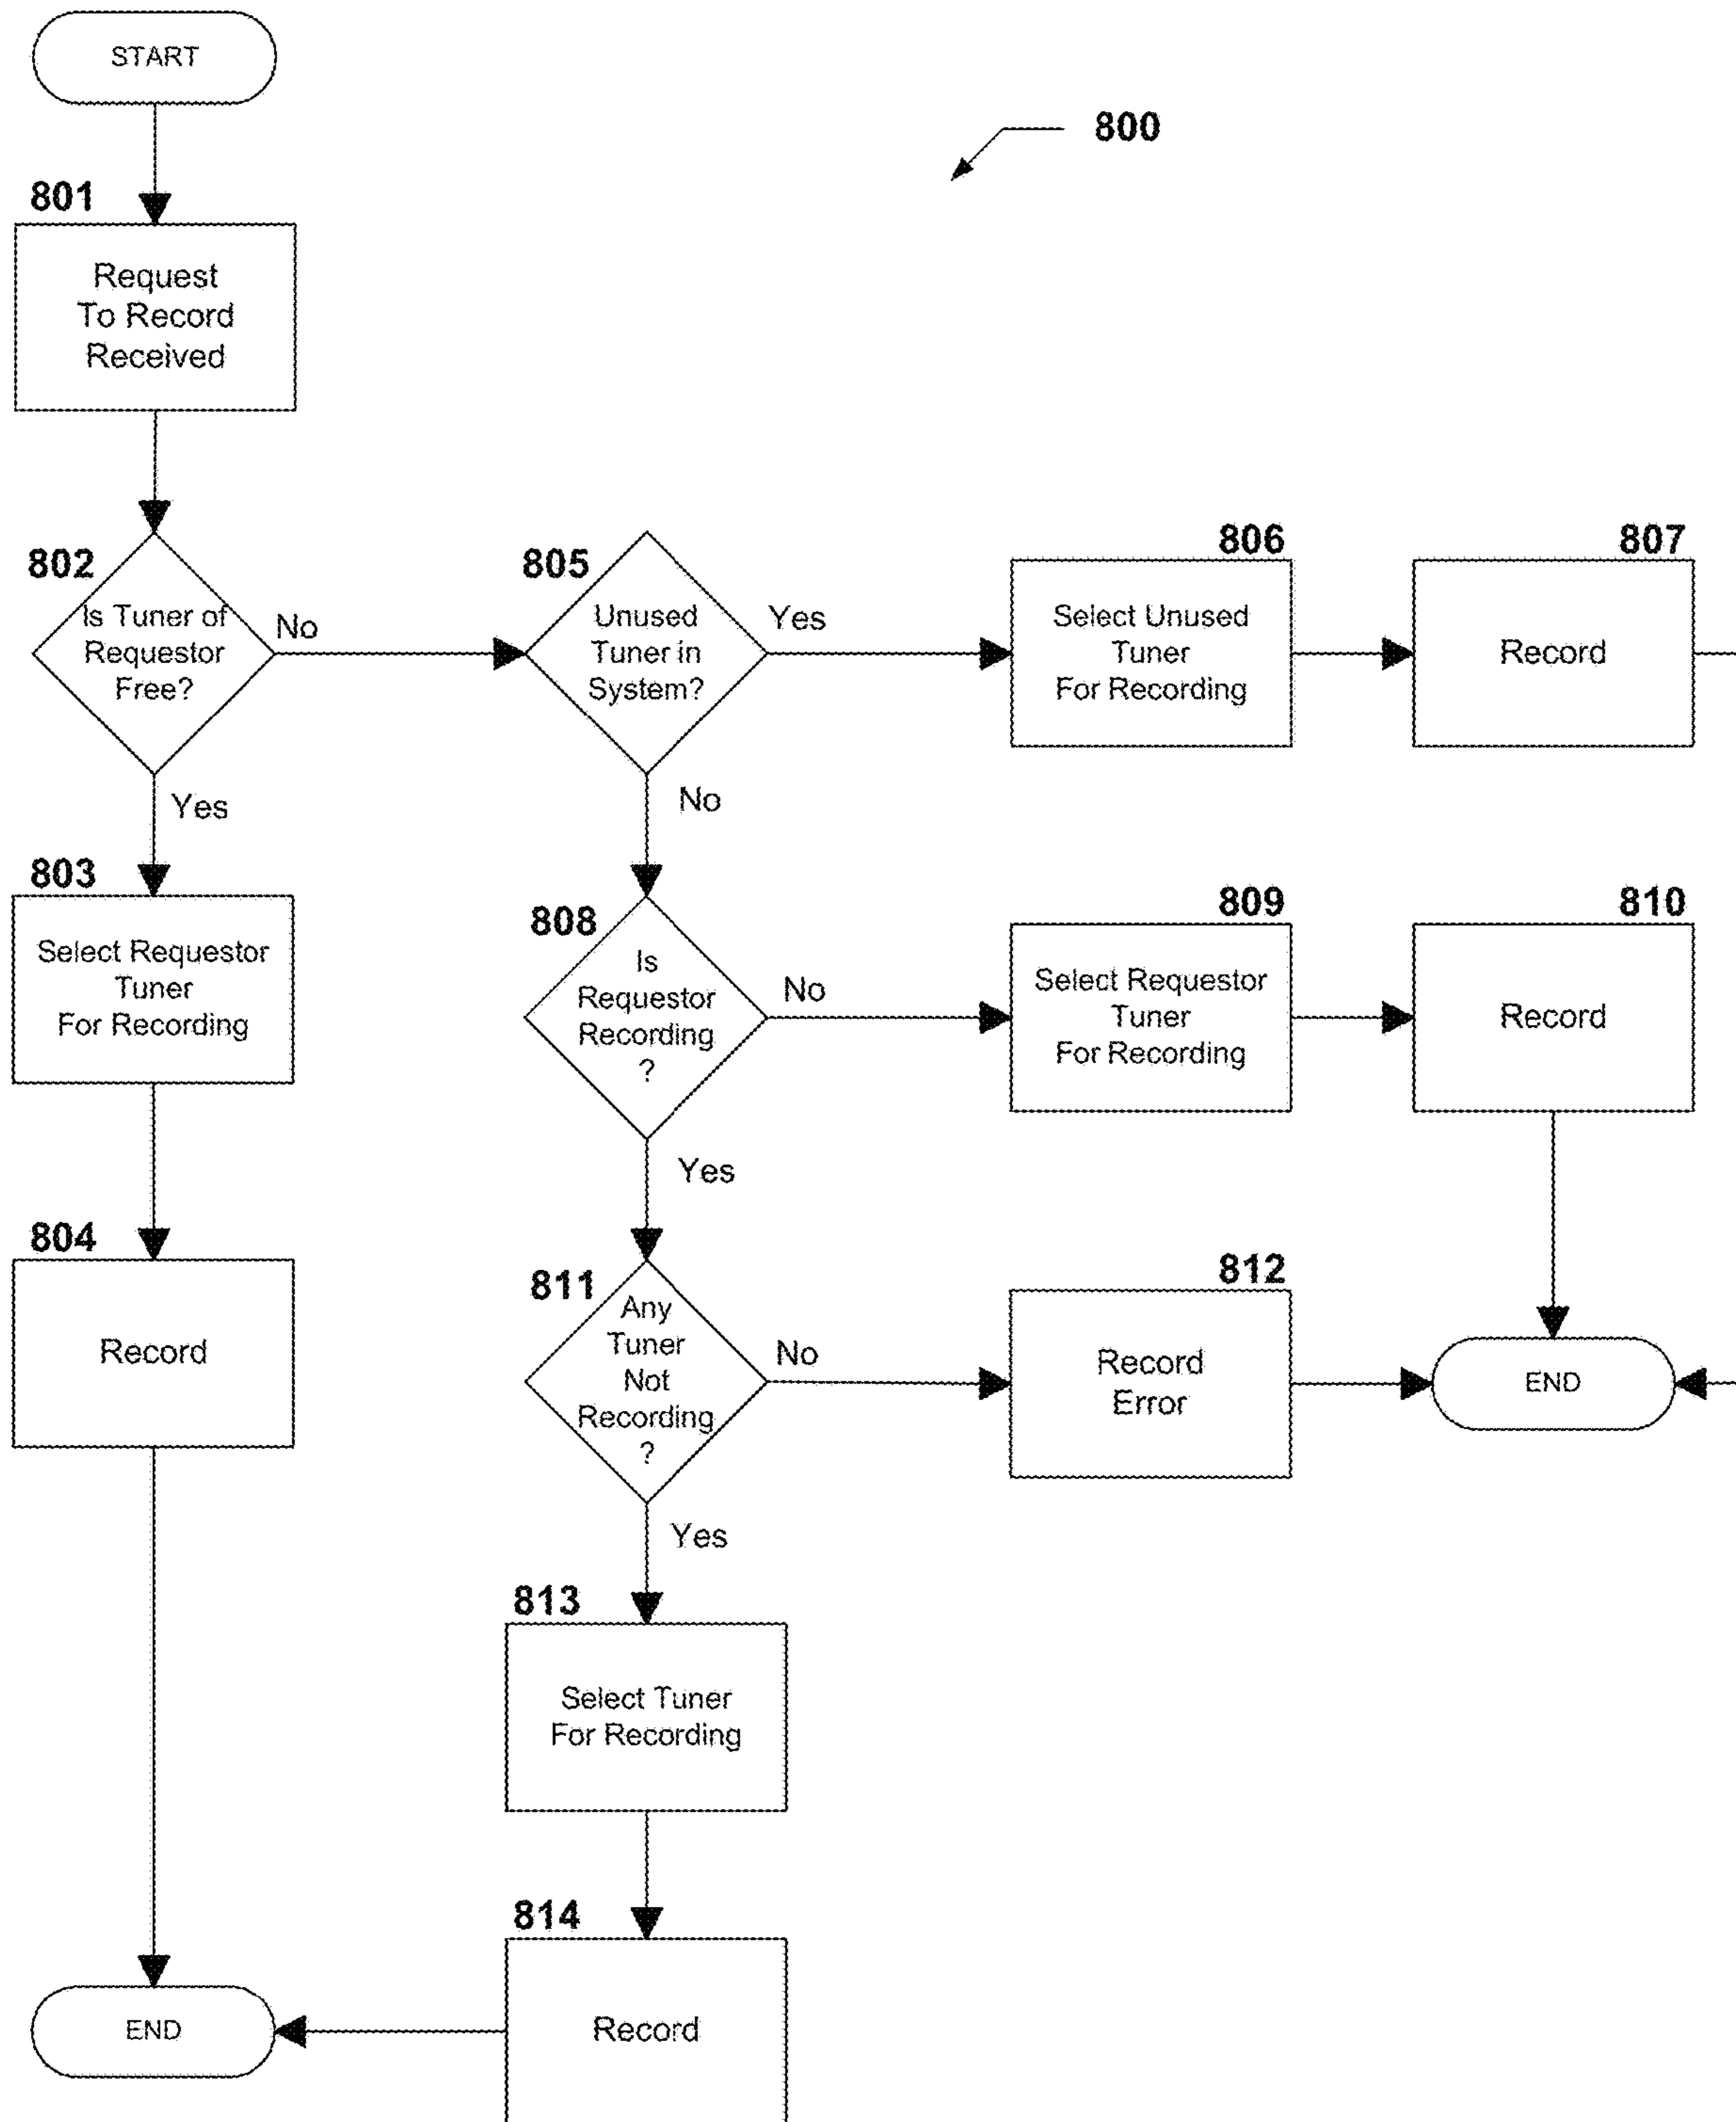 START
800
801
Request
To Record
Received
802
Is Tuner of
Requestor
Free?
No
Yes
805
Unused
Tuner in
System?
Yes
No
806
Select Unused
Tuner
For Recording
807
Record
803
Select Requestor
Tuner
For Recording
808
Is
Requestor
Recording
?
No
Yes
809
Select Requestor
Tuner
For Recording
810
Record
804
Record
811
Any
Tuner
Not
Recording
?
No
Yes
812
Record
Error
END
813
Select Tuner
For Recording
814
Record
END